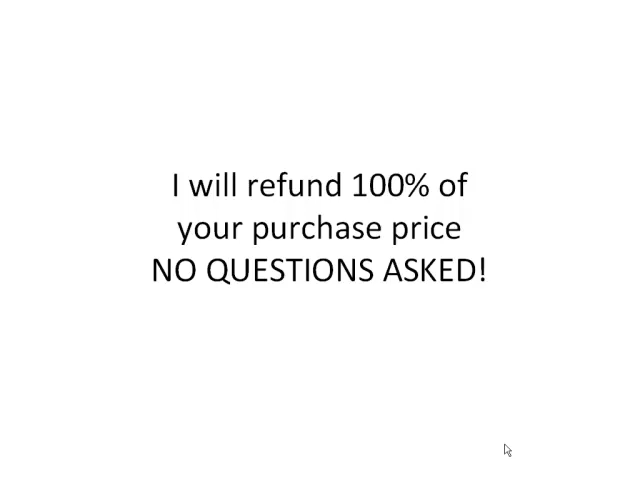 I will refund 100% of
your purchase price
NO QUESTIONS ASKED!